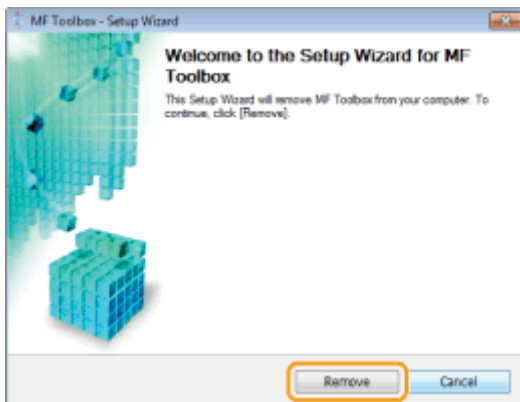 MF Toolbox - Setup Wizard
Welcome to the Setup Wizard for MF
Toolbox
This Setup Wizard will remove MF Toolbox from your computer. To
continue, click [Remove].
Remove
Cancel